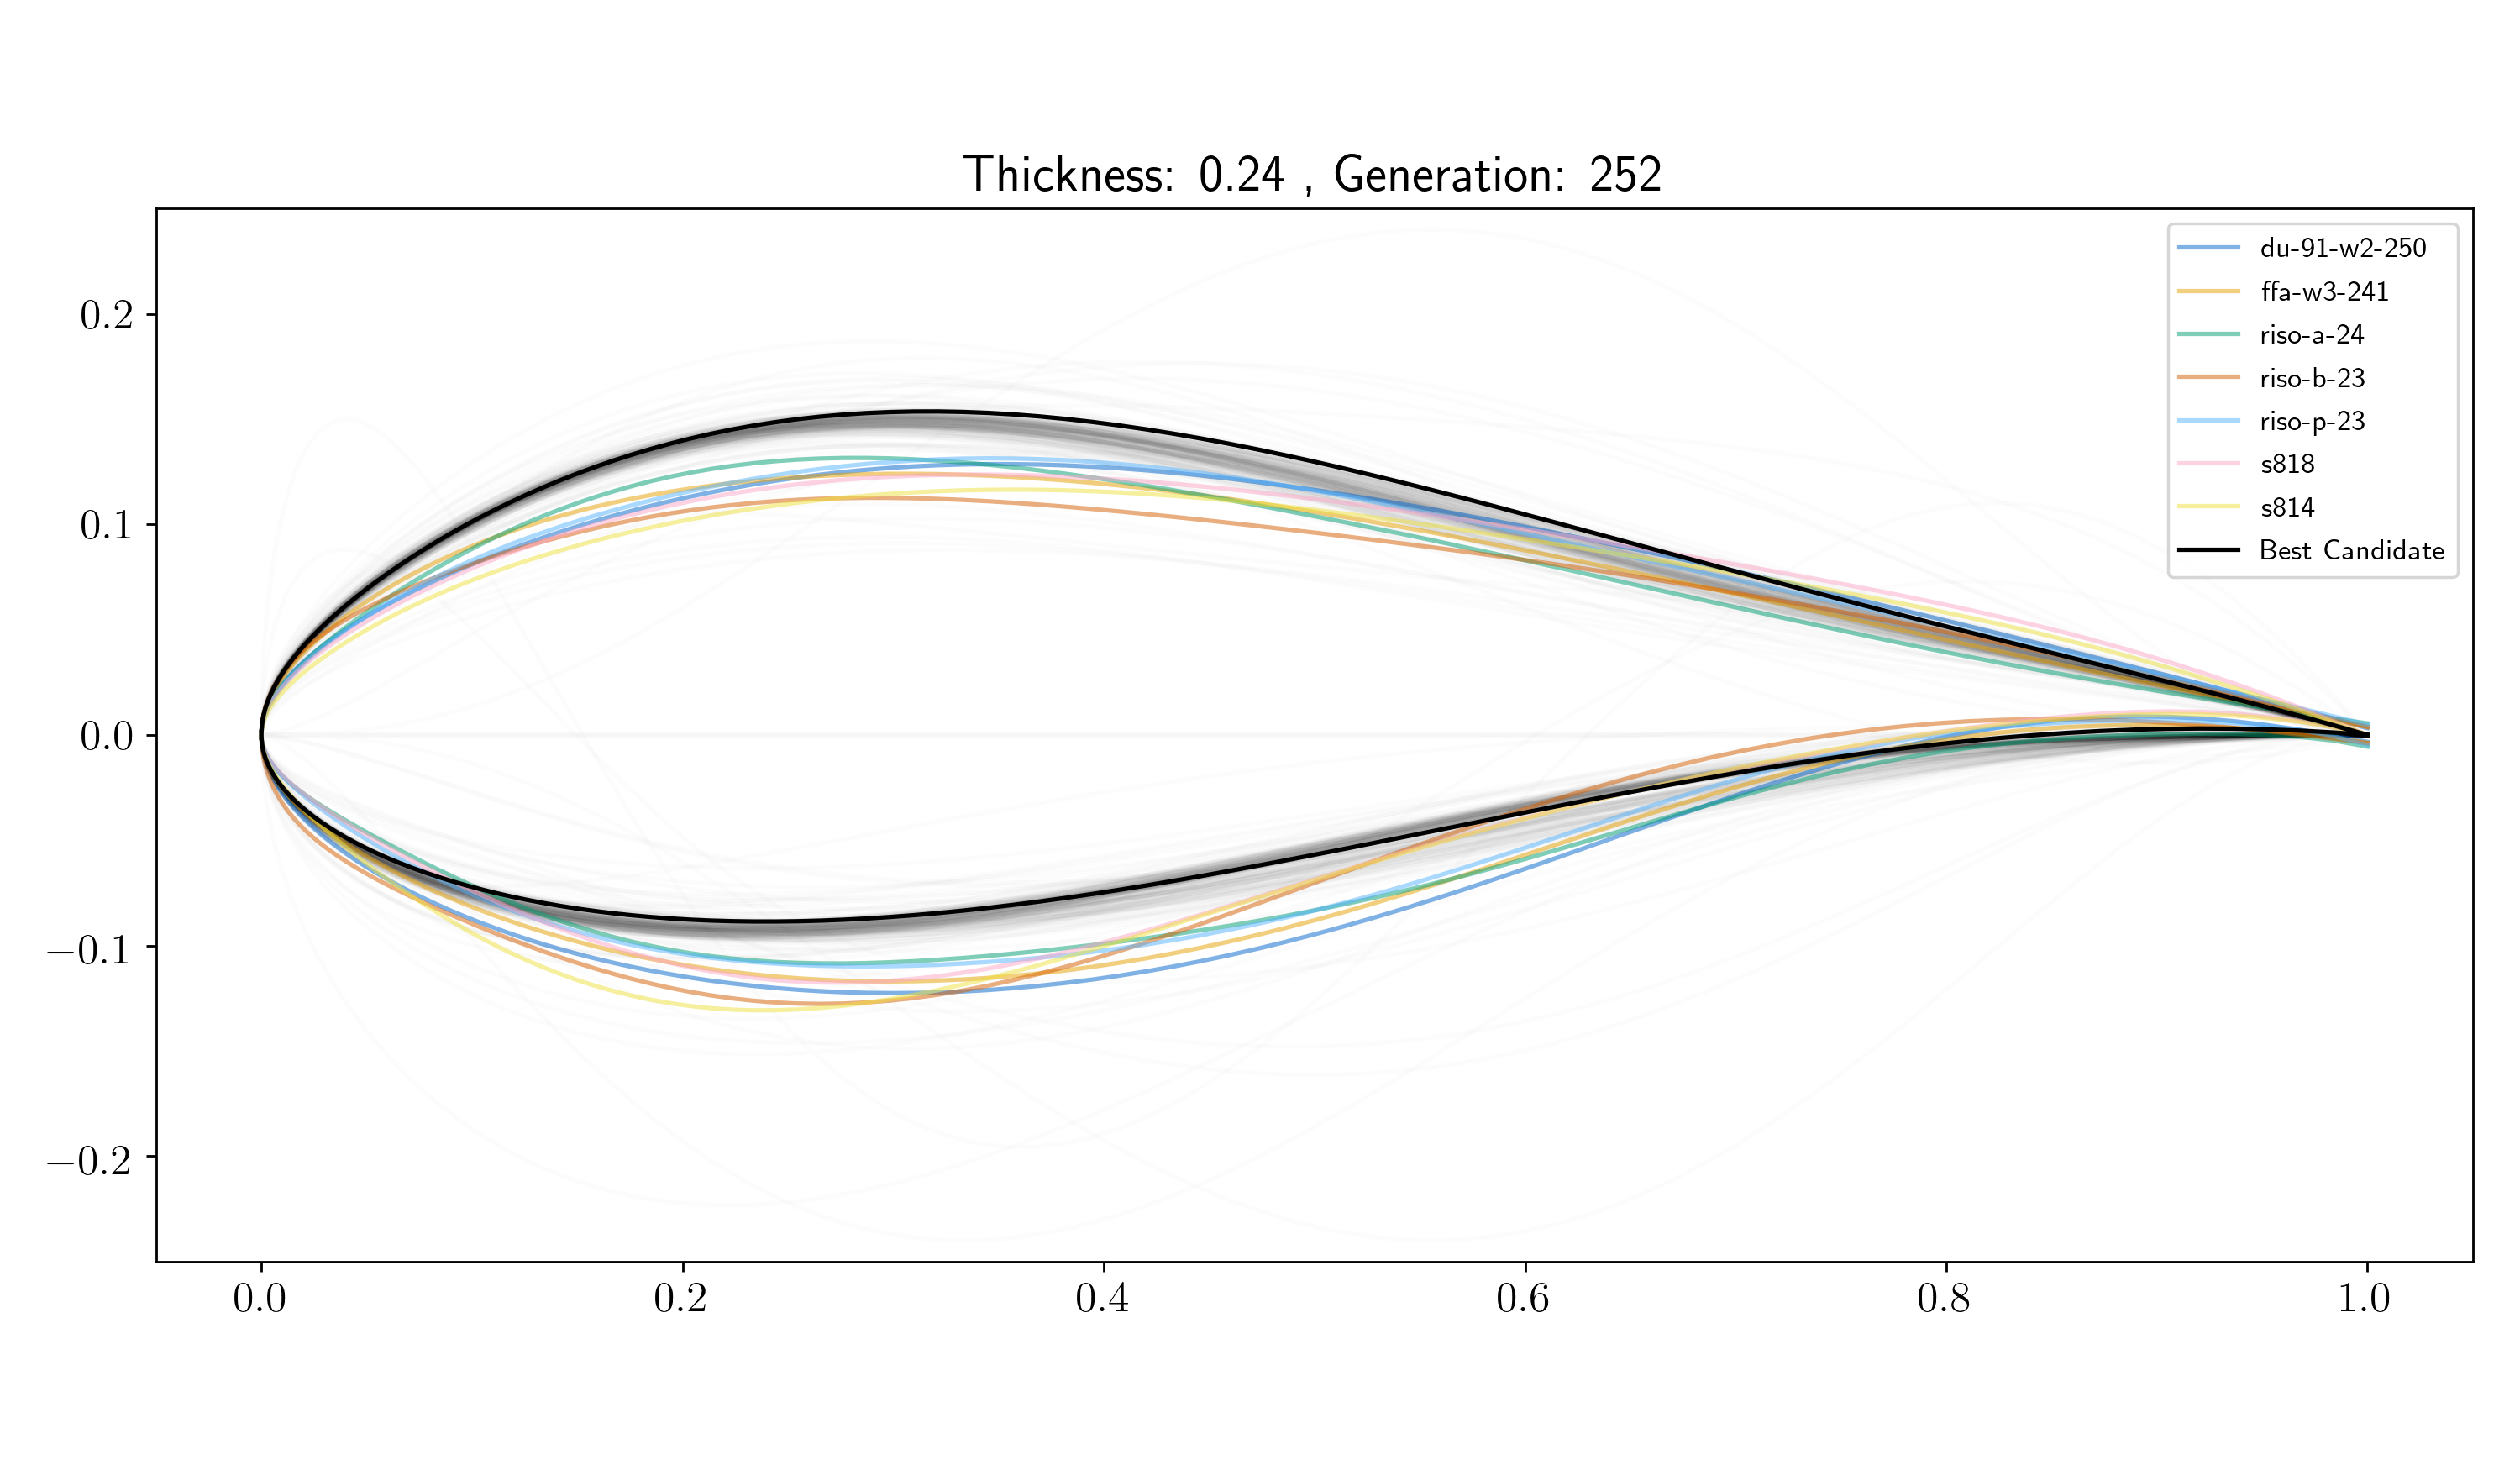 Thickness: 0.24 , Generation: 252
du-91-w2-250
ffa-w3-241
riso-a-24
riso-b-23
riso-p-23
s818
s814
Best Candidate
0.2
0.1
0.0
−0.1
−0.2
0.0 0.2 0.4 0.6 0.8 1.0